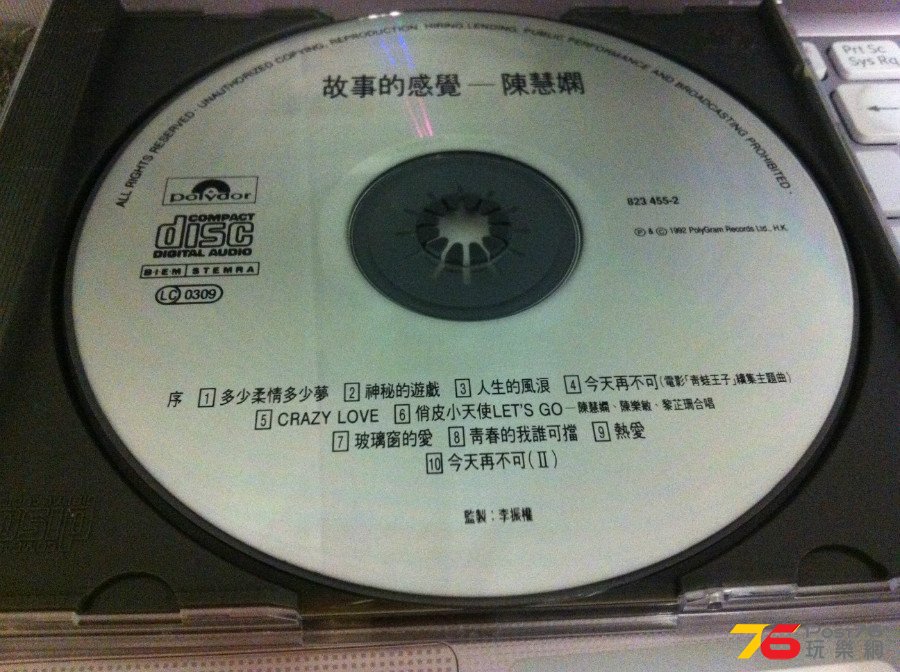 ALL RIGHTS RESERVED · UNAUTHORIZED COPYING, REPRODUCTION, HIRING, LENDING, PUBLIC PERFORMANCE AND BROADCASTING PROHIBITED ·
故事的感覺—陳慧嫻
polydor
COMPACT
disc
DIGITAL AUDIO
BIEM STEMRA
LC 0309
823 455-2
Ⓟ & © 1992 PolyGram Records Ltd., H.K.
序 1 多少柔情多少夢 2 神秘的遊戲 3 人生的風浪 4 今天再不可(電影「青蛙王子」續集主題曲)
5 CRAZY LOVE 6 俏皮小天使LET'S GO—陳慧嫻、陳樂敏、黎芷珊合唱
7 玻璃窗的愛 8 青春的我誰可擋 9 熱愛
10 今天再不可(Ⅱ)
監製：李振權
Prt Sc
Sys Rq
76
玩樂網